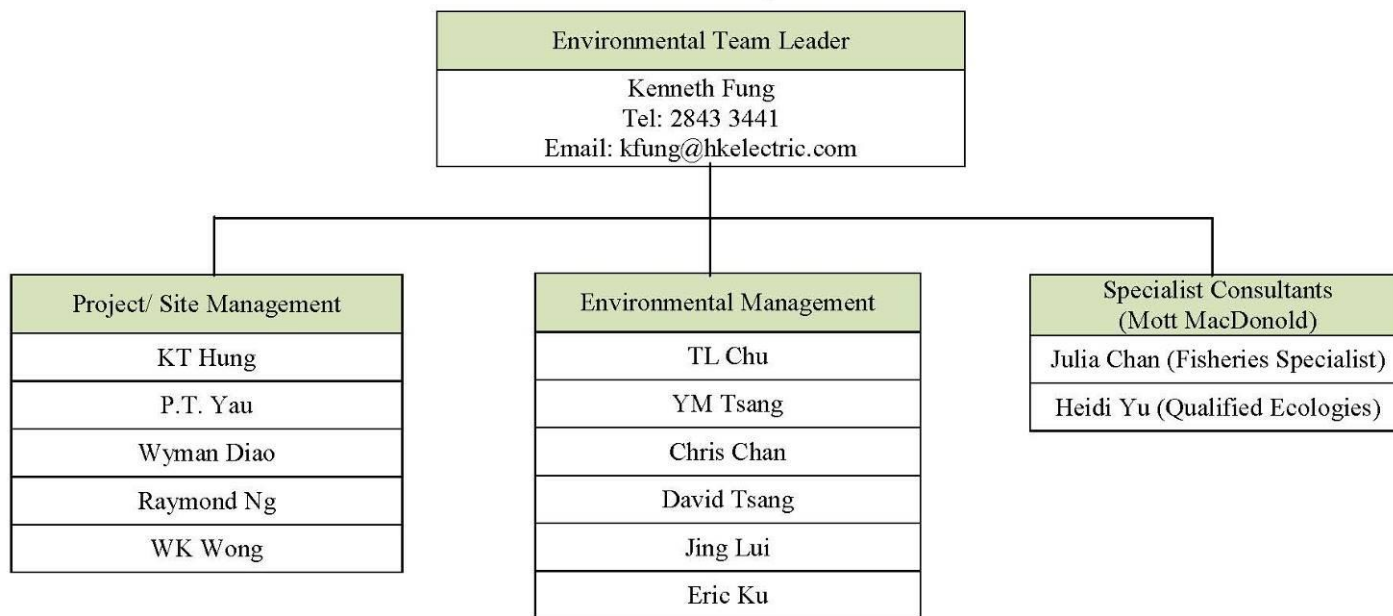 Environmental Team Leader
Kenneth Fung
Tel: 2843 3441
Email: kfung@hkelectric.com
Project/ Site Management
KT Hung
P.T. Yau
Wyman Diao
Raymond Ng
WK Wong
Environmental Management
TL Chu
YM Tsang
Chris Chan
David Tsang
Jing Lui
Eric Ku
Specialist Consultants
(Mott MacDonold)
Julia Chan (Fisheries Specialist)
Heidi Yu (Qualified Ecologies)